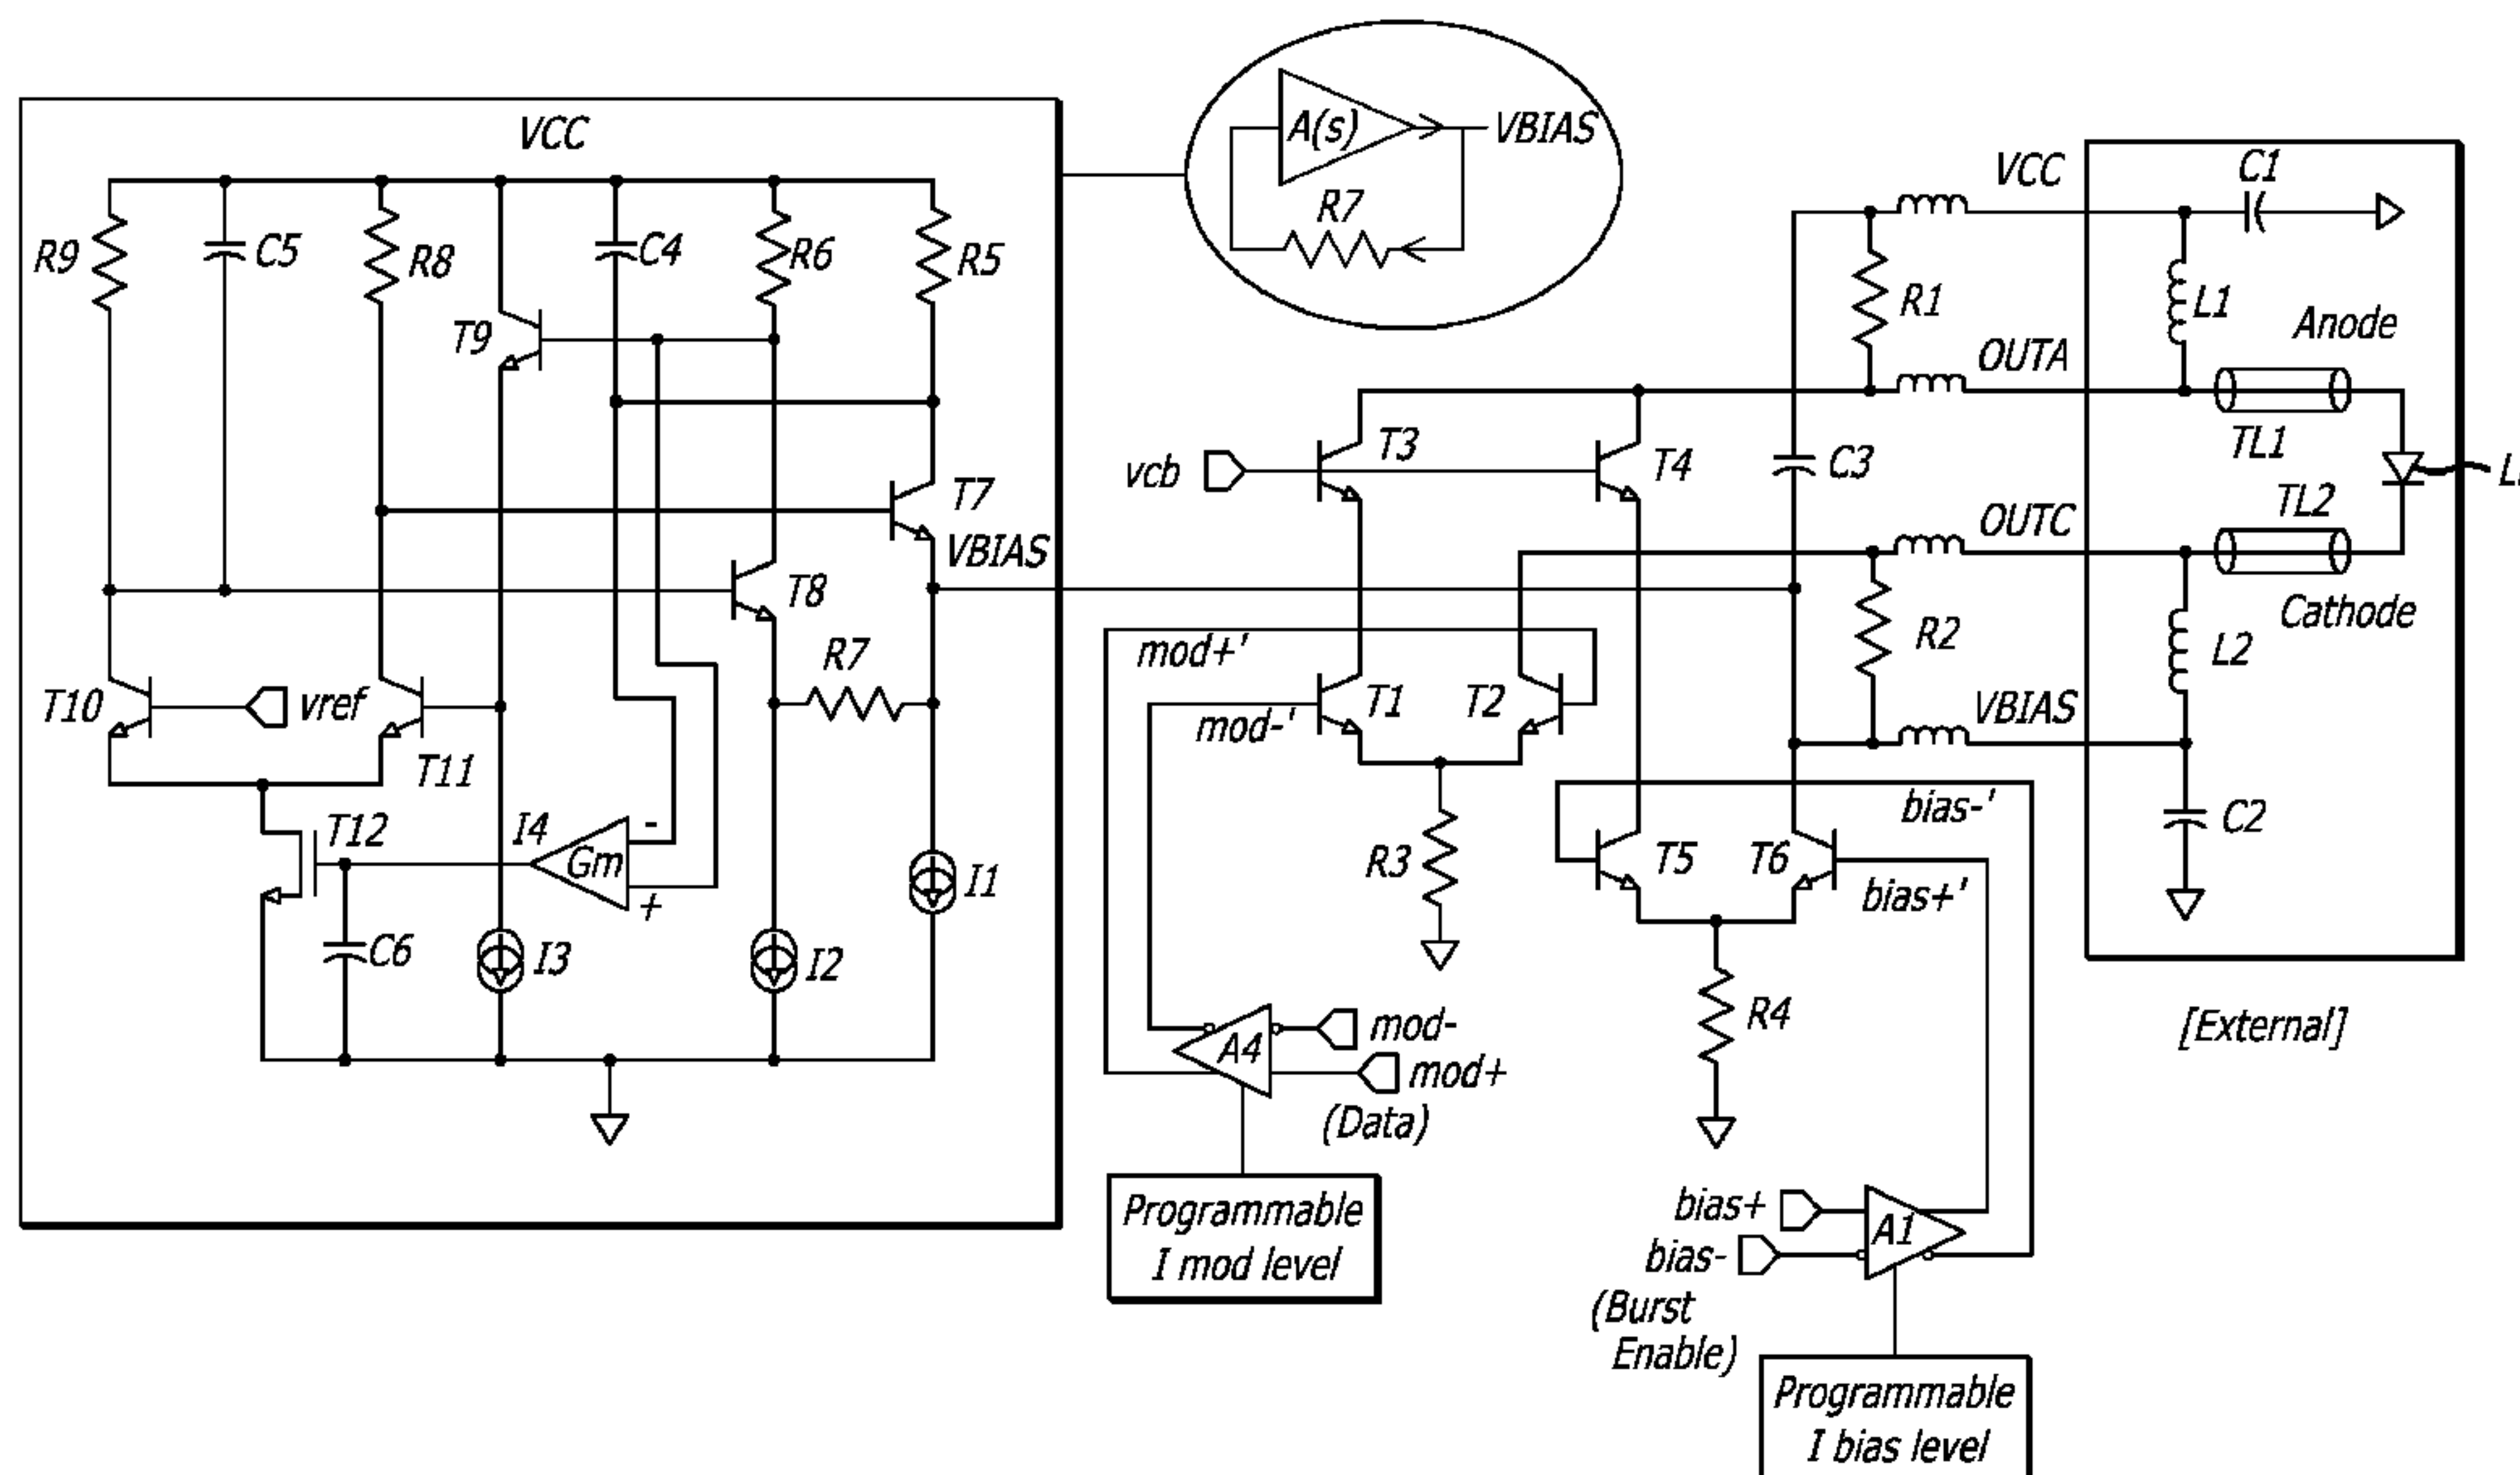 VCC
A(s)
VBIAS
R7
VCC
C1
R9
C5
R8
C4
R6
R5
T9
R1
L1
Anode
OUTA
TL1
vcb
T3
T4
C3
T7
VBIAS
TL2
OUTC
T8
R7
mod+'
R2
Cathode
L2
T10
vref
T11
mod-'
T1
T2
VBIAS
T12
I4
Gm
-
+
I1
R3
T5
T6
bias-'
bias+'
C2
C6
I3
I2
R4
[External]
A4
mod-
mod+
(Data)
Programmable
I mod level
bias+
bias-
A1
(Burst
Enable)
Programmable
I bias level